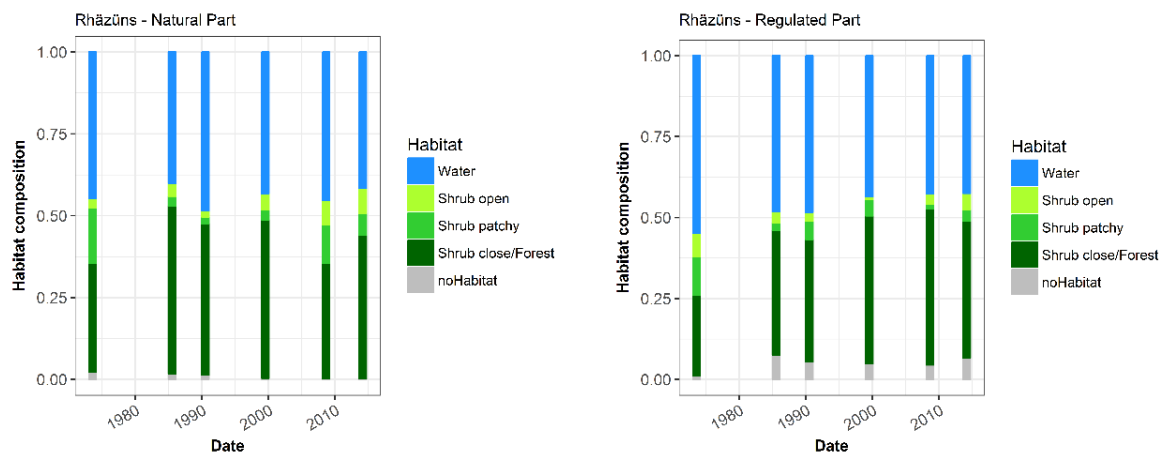 Rhäzüns - Natural Part
1.00
0.75
0.50
0.25
0.00
Habitat composition
1980
1990
2000
2010
Date
Habitat
Water
Shrub open
Shrub patchy
Shrub close/Forest
noHabitat
Rhäzüns - Regulated Part
1.00
0.75
0.50
0.25
0.00
Habitat composition
1980
1990
2000
2010
Date
Habitat
Water
Shrub open
Shrub patchy
Shrub close/Forest
noHabitat